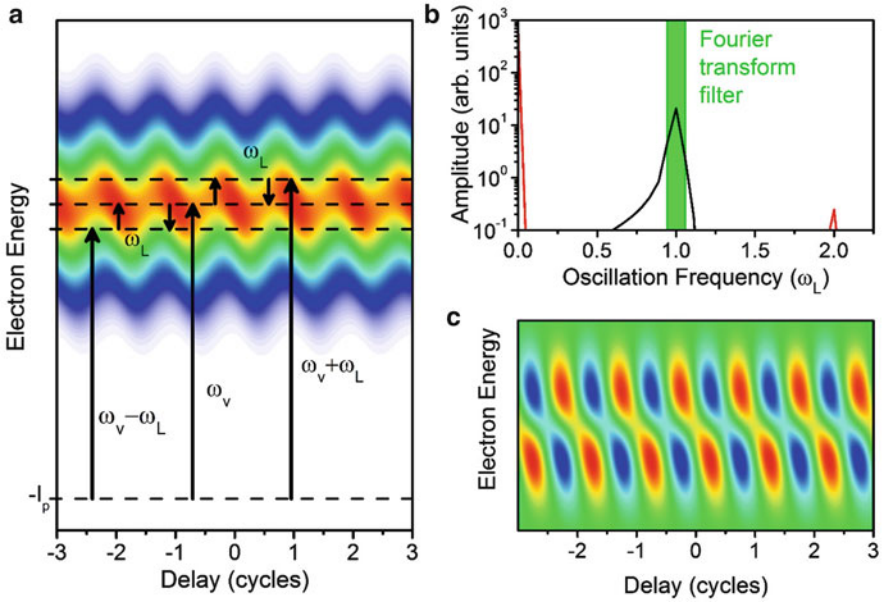 a
Electron Energy
ω_L
ω_L
ω_v−ω_L
ω_v
ω_v+ω_L
-I_p
-3 -2 -1 0 1 2 3
Delay (cycles)
b
Amplitude (arb. units)
10^3
10^2
10^1
10^0
10^-1
Fourier
transform
filter
0.0 0.5 1.0 1.5 2.0
Oscillation Frequency (ω_L)
c
Electron Energy
-2 -1 0 1 2 3
Delay (cycles)